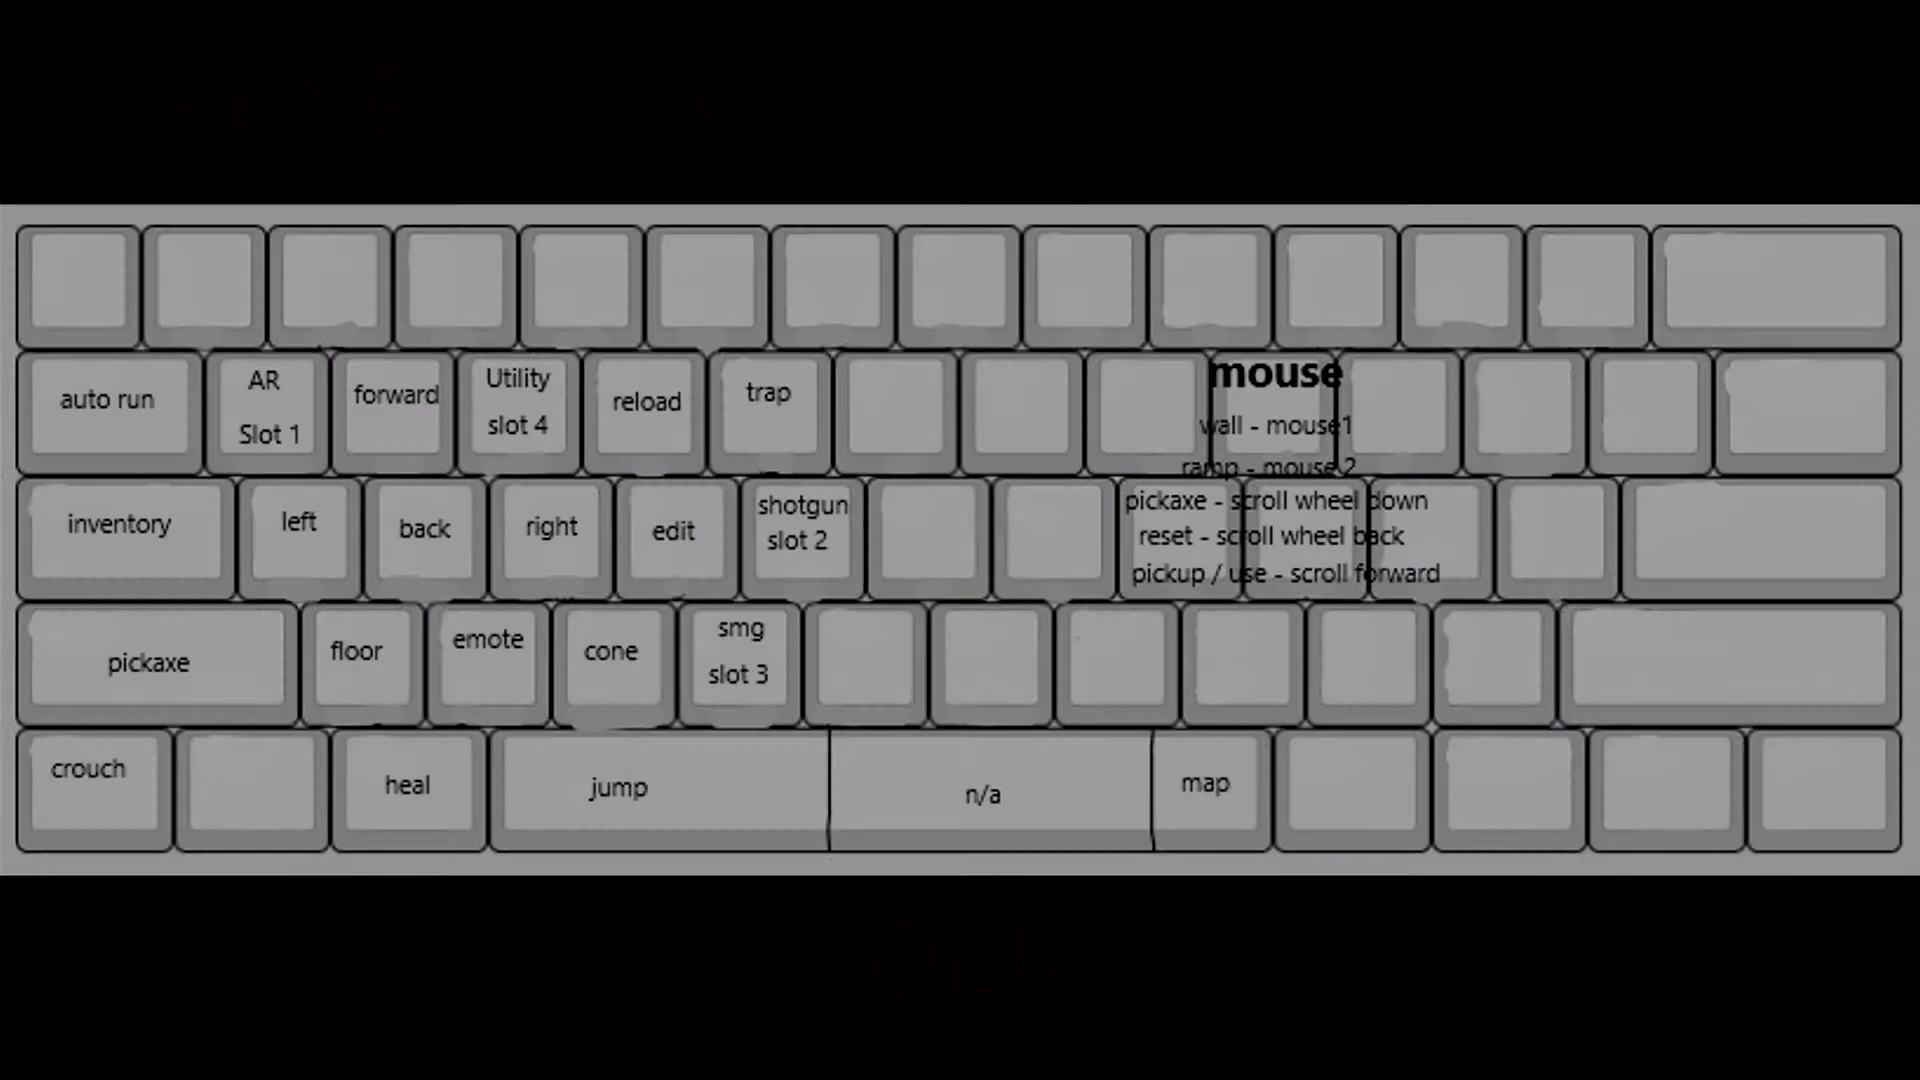 SENSE
auto run
AR
Slot 1
forward
Utility
slot 4
reload
trap
mouse
wall - mouse1
ramp - mouse 2
inventory
left
back
right
edit
shotgun
slot 2
pickaxe - scroll wheel down
reset - scroll wheel back
pickup / use - scroll forward
pickaxe
floor
emote
cone
smg
slot 3
crouch
heal
jump
n/a
map
OLD